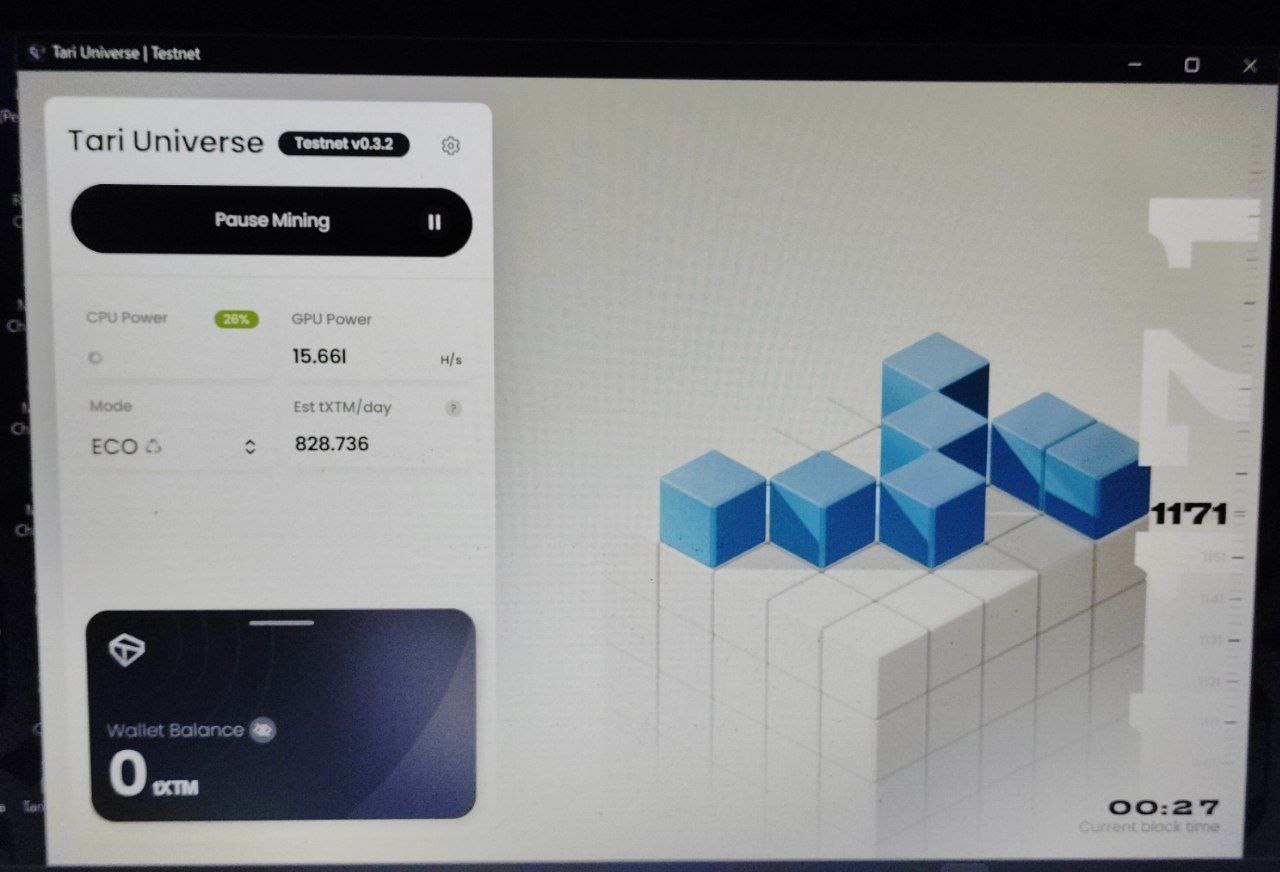 Tari Universe | Testnet
Tari Universe Testnet v0.3.2
Pause Mining
CPU Power 26% GPU Power
15.661 H/s
Mode Est tXTM/day ?
ECO 828.736
Wallet Balance
0 tXTM
1171
1161
1141
1131
1121
00:27
Current block time